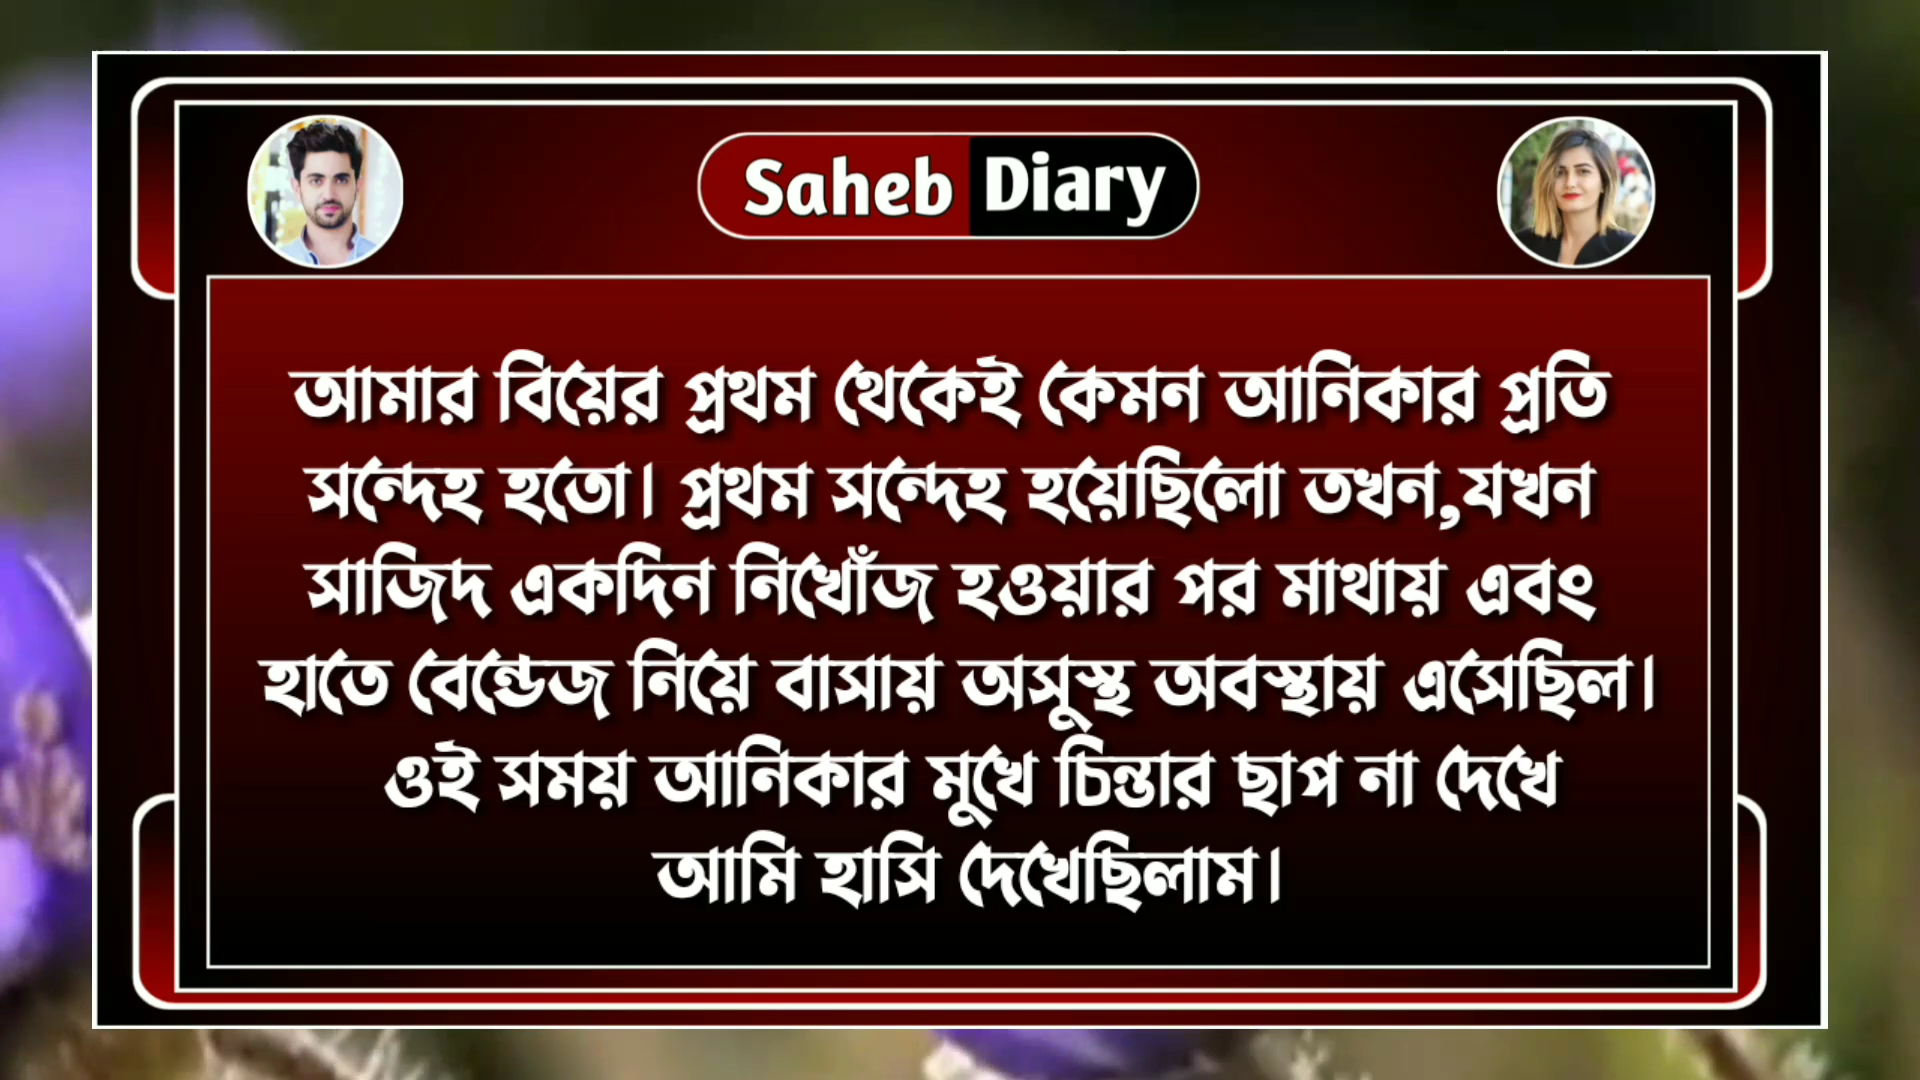 Saheb Diary
আমার বিয়ের প্রথম থেকেই কেমন আনিকার প্রতি
সন্দেহ হতো। প্রথম সন্দেহ হয়েছিলো তখন,যখন
সাজিদ একদিন নিখোঁজ হওয়ার পর মাথায় এবং
হাতে বেন্ডেজ নিয়ে বাসায় অসুস্থ অবস্থায় এসেছিল।
ওই সময় আনিকার মুখে চিন্তার ছাপ না দেখে
আমি হাসি দেখেছিলাম।